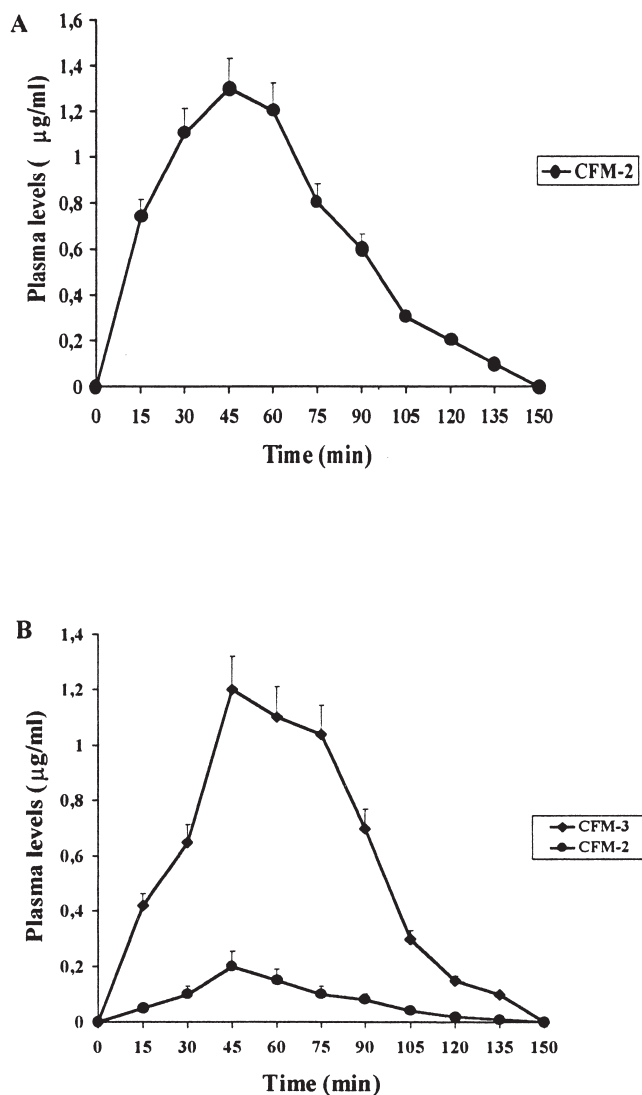 A
Plasma levels ( µg/ml)
1,6
1,4
1,2
1
0,8
0,6
0,4
0,2
0
0 15 30 45 60 75 90 105 120 135 150
Time (min)
CFM-2
B
Plasma levels (µg/ml)
1,4
1,2
1
0,8
0,6
0,4
0,2
0
0 15 30 45 60 75 90 105 120 135 150
Time (min)
CFM-3
CFM-2